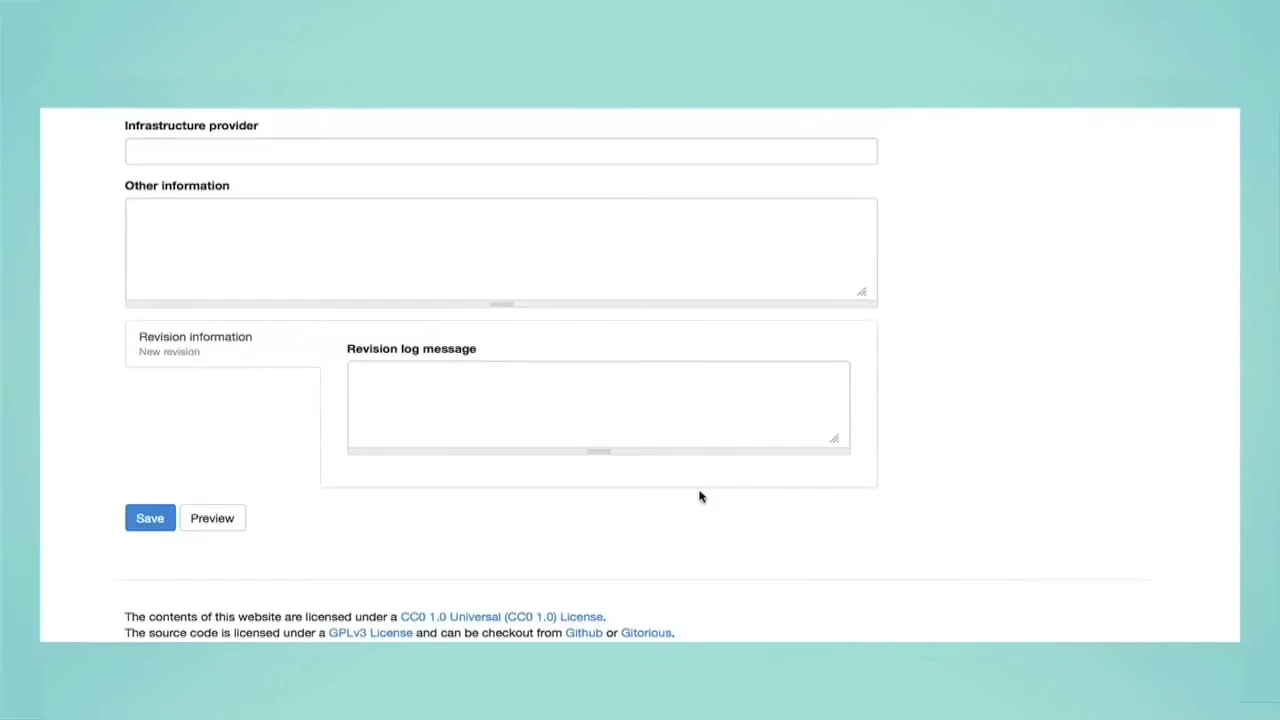 Infrastructure provider
Other information
Revision information
New revision
Revision log message
Save
Preview
The contents of this website are licensed under a CC0 1.0 Universal (CC0 1.0) License.
The source code is licensed under a GPLv3 License and can be checkout from Github or Gitorious.